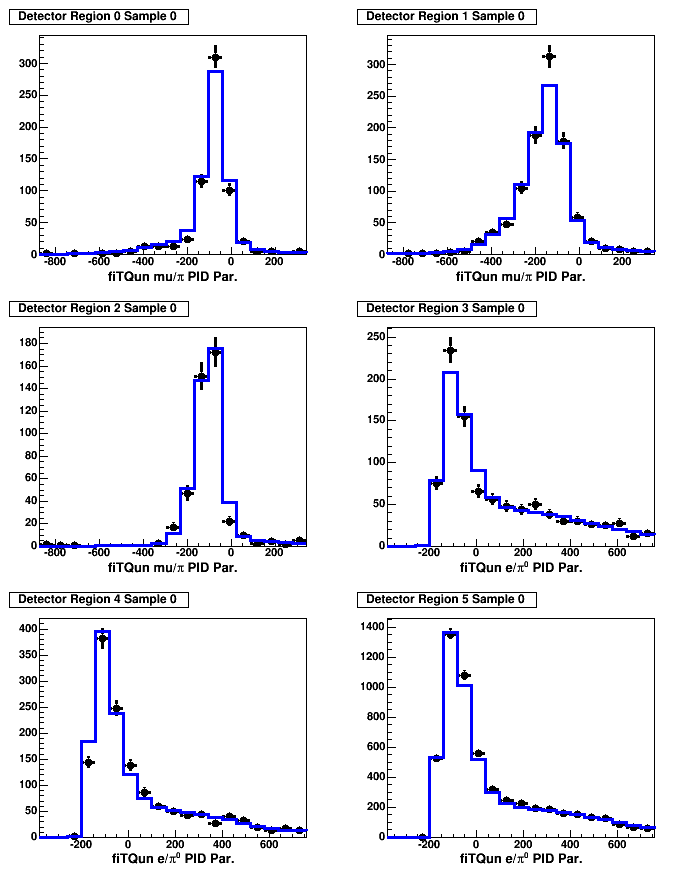 Detector Region 0 Sample 0
300
250
200
150
100
50
0
-800 -600 -400 -200 0 200
fiTQun mu/π PID Par.
Detector Region 1 Sample 0
300
250
200
150
100
50
0
-800 -600 -400 -200 0 200
fiTQun mu/π PID Par.
Detector Region 2 Sample 0
180
160
140
120
100
80
60
40
20
0
-800 -600 -400 -200 0 200
fiTQun mu/π PID Par.
Detector Region 3 Sample 0
250
200
150
100
50
0
-200 0 200 400 600
fiTQun e/π⁰ PID Par.
Detector Region 4 Sample 0
400
350
300
250
200
150
100
50
0
-200 0 200 400 600
fiTQun e/π⁰ PID Par.
Detector Region 5 Sample 0
1400
1200
1000
800
600
400
200
0
-200 0 200 400 600
fiTQun e/π⁰ PID Par.